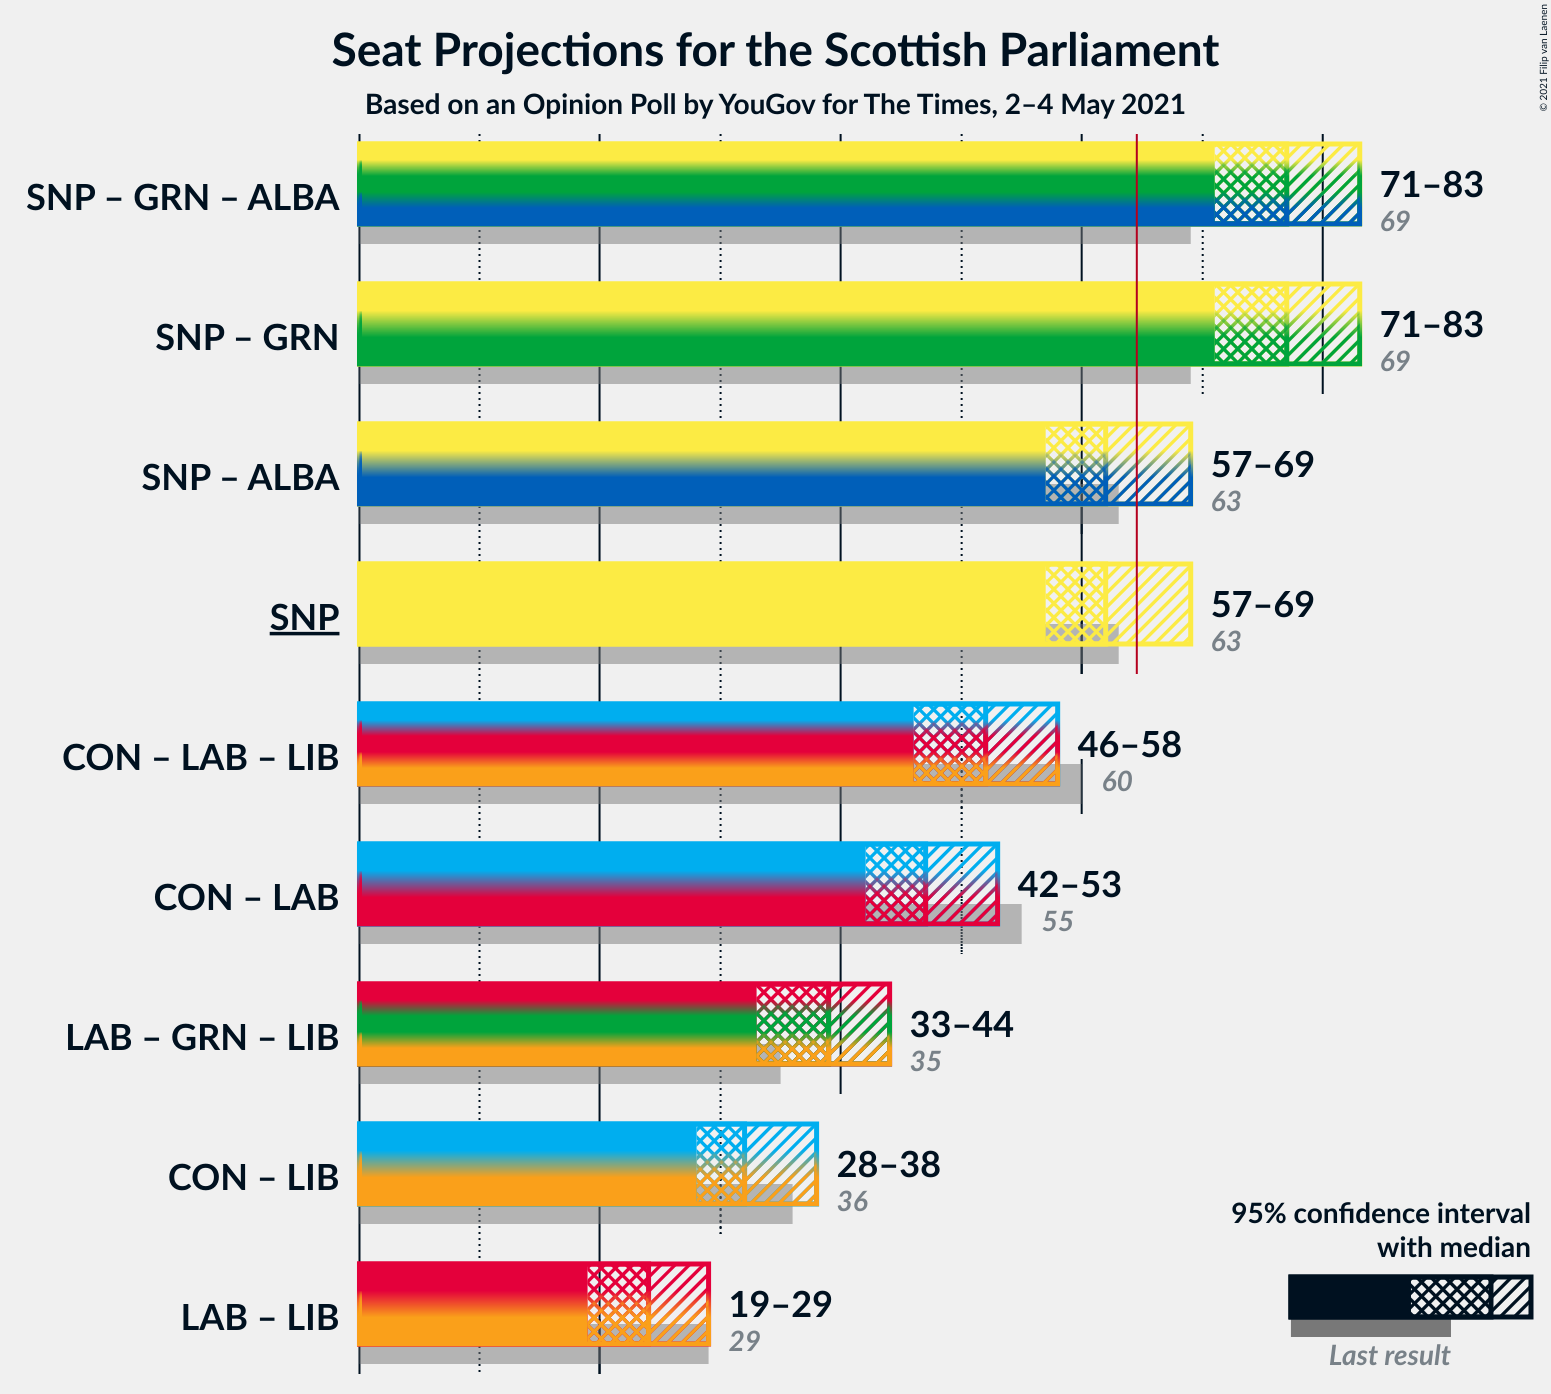 Seat Projections for the Scottish Parliament
Based on an Opinion Poll by YouGov for The Times, 2–4 May 2021
© 2021 Filip van Laenen
SNP – GRN – ALBA
71–83
69
SNP – GRN
71–83
69
SNP – ALBA
57–69
63
SNP
57–69
63
CON – LAB – LIB
46–58
60
CON – LAB
42–53
55
LAB – GRN – LIB
33–44
35
CON – LIB
28–38
36
LAB – LIB
19–29
29
95% confidence interval
with median
Last result